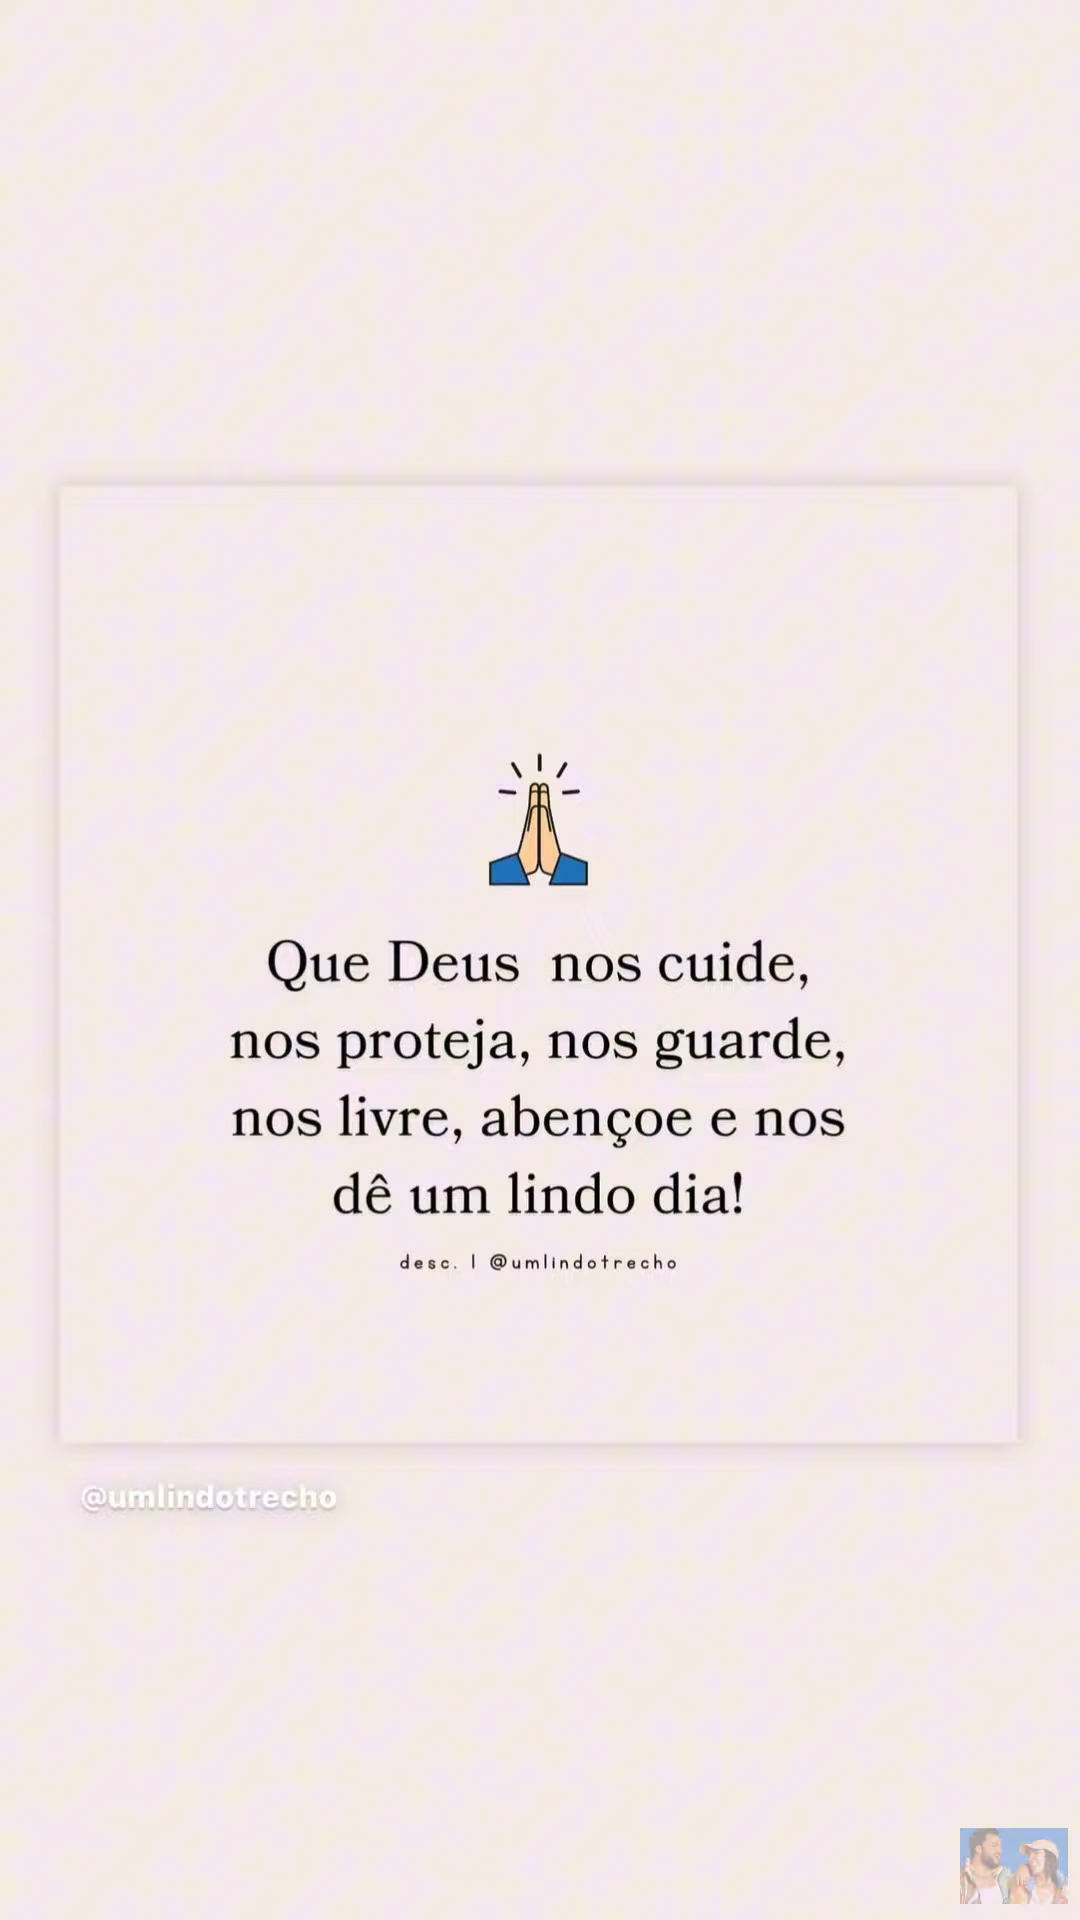 Que Deus nos cuide,
nos proteja, nos guarde,
nos livre, abençoe e nos
dê um lindo dia!
desc. | @umlindotrecho
@umlindotrecho